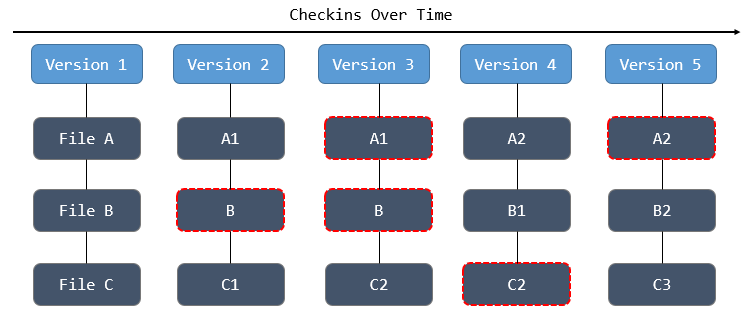 Checkins Over Time
Version 1 Version 2 Version 3 Version 4 Version 5
File A A1 A1 A2 A2
File B B B B1 B2
File C C1 C2 C2 C3